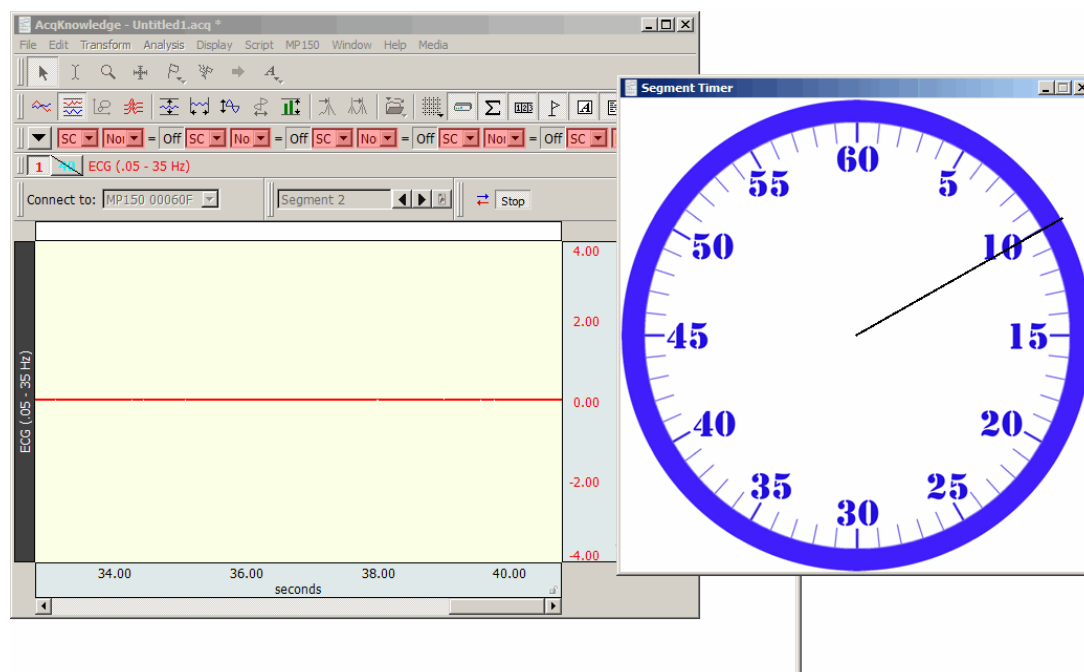 AcqKnowledge - Untitled1.acq *
File Edit Transform Analysis Display Script MP150 Window Help Media
SC No = Off SC No = Off SC No = Off SC No = Off SC
1 ECG (.05 - 35 Hz)
Connect to: MP150 00060F Segment 2 Stop
4.00
2.00
0.00
-2.00
-4.00
ECG (.05 - 35 Hz)
34.00 36.00 38.00 40.00
seconds
Segment Timer
60
55 5
50 10
45 15
40 20
35 25
30